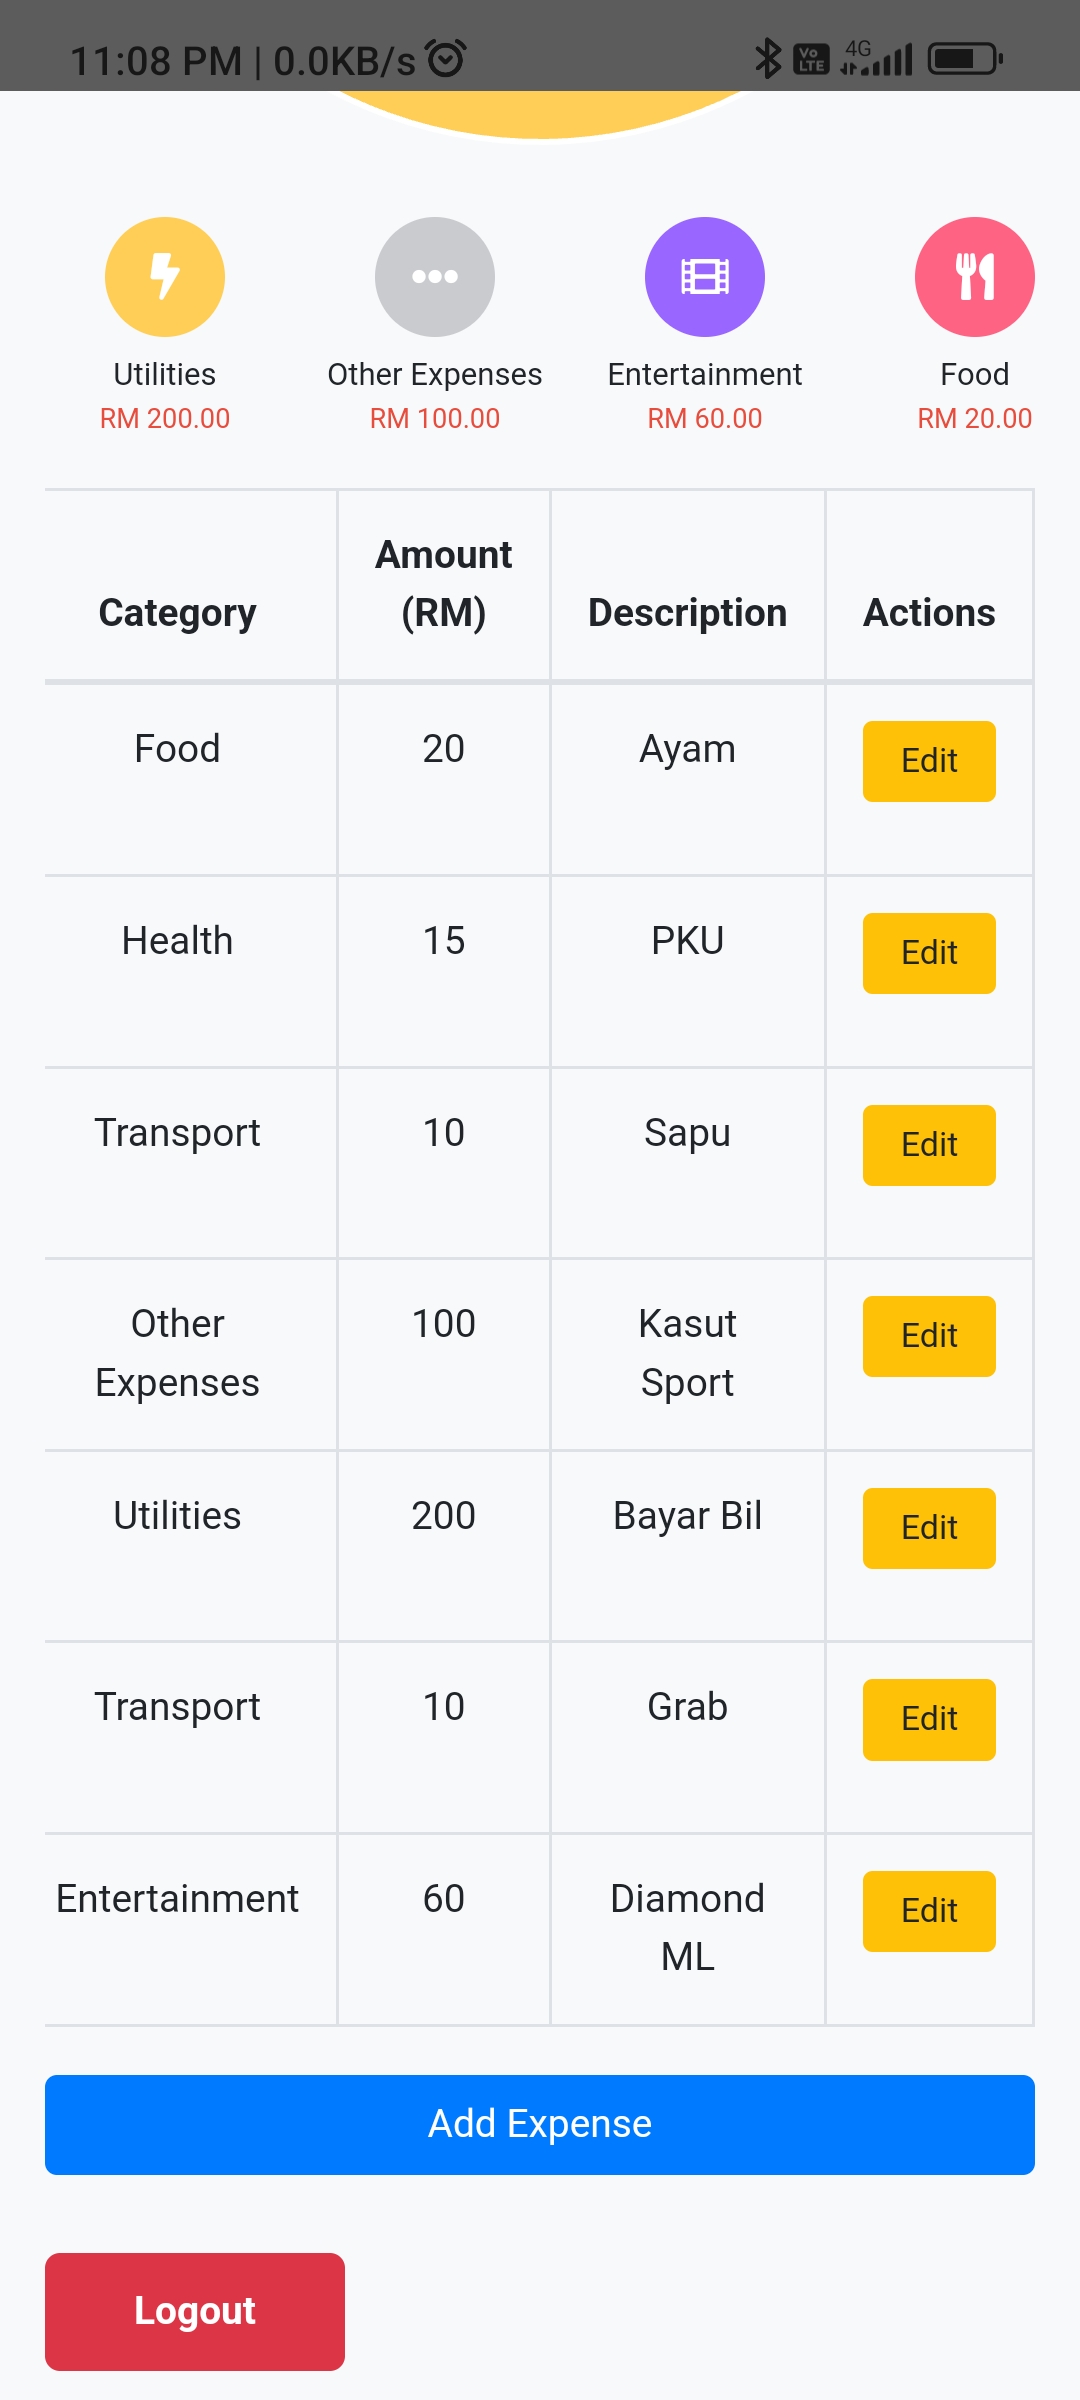 11:08 PM | 0.0KB/s
Vo LTE 4G
Utilities Other Expenses Entertainment Food
RM 200.00 RM 100.00 RM 60.00 RM 20.00
Category Amount (RM) Description Actions
Food 20 Ayam Edit
Health 15 PKU Edit
Transport 10 Sapu Edit
Other Expenses 100 Kasut Sport Edit
Utilities 200 Bayar Bil Edit
Transport 10 Grab Edit
Entertainment 60 Diamond ML Edit
Add Expense
Logout